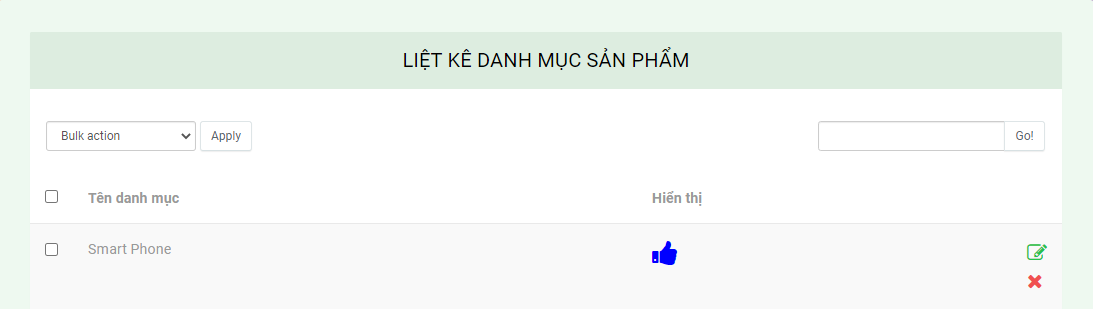 LIỆT KÊ DANH MỤC SẢN PHẨM
Bulk action Apply Go!
Tên danh mục Hiển thị
Smart Phone